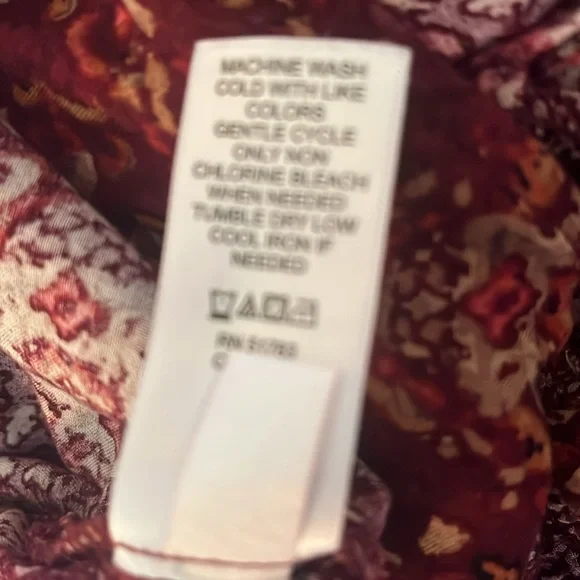 MACHINE WASH
COLD WITH LIKE
COLORS
GENTLE CYCLE
ONLY NON
CHLORINE BLEACH
WHEN NEEDED
TUMBLE DRY LOW
COOL IRON IF
NEEDED
RN